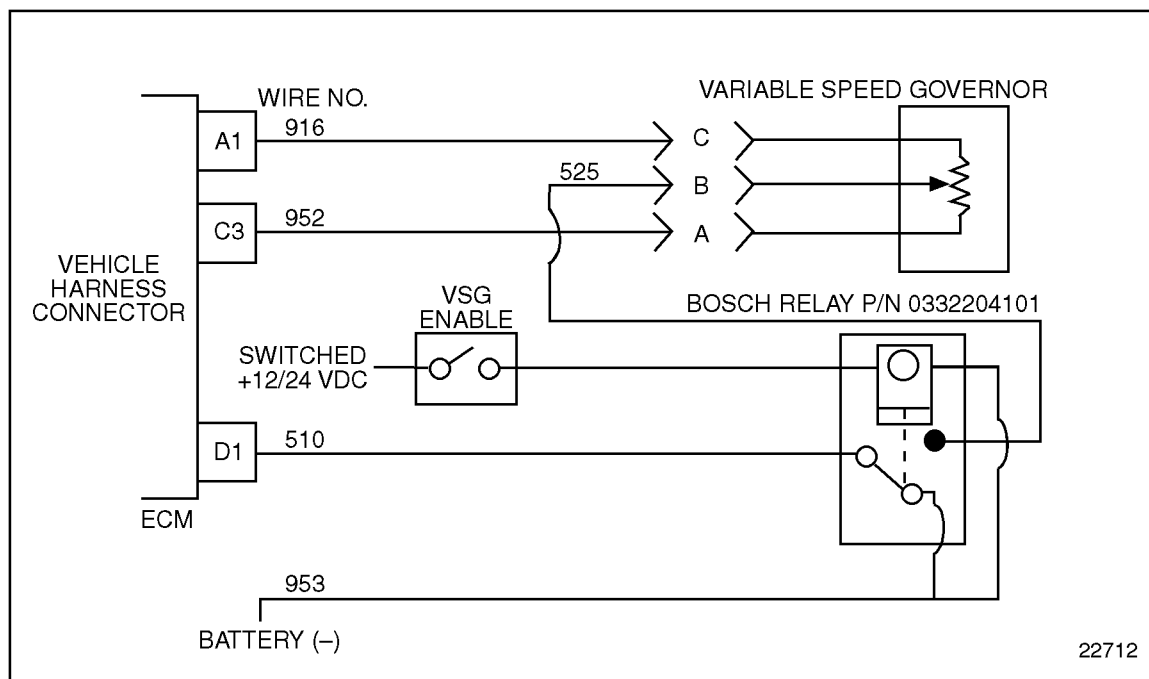 WIRE NO.
VARIABLE SPEED GOVERNOR
A1
916
C
525
B
C3
952
A
VEHICLE
HARNESS
CONNECTOR
VSG
ENABLE
BOSCH RELAY P/N 0332204101
SWITCHED
+12/24 VDC
D1
510
ECM
953
BATTERY (–)
22712